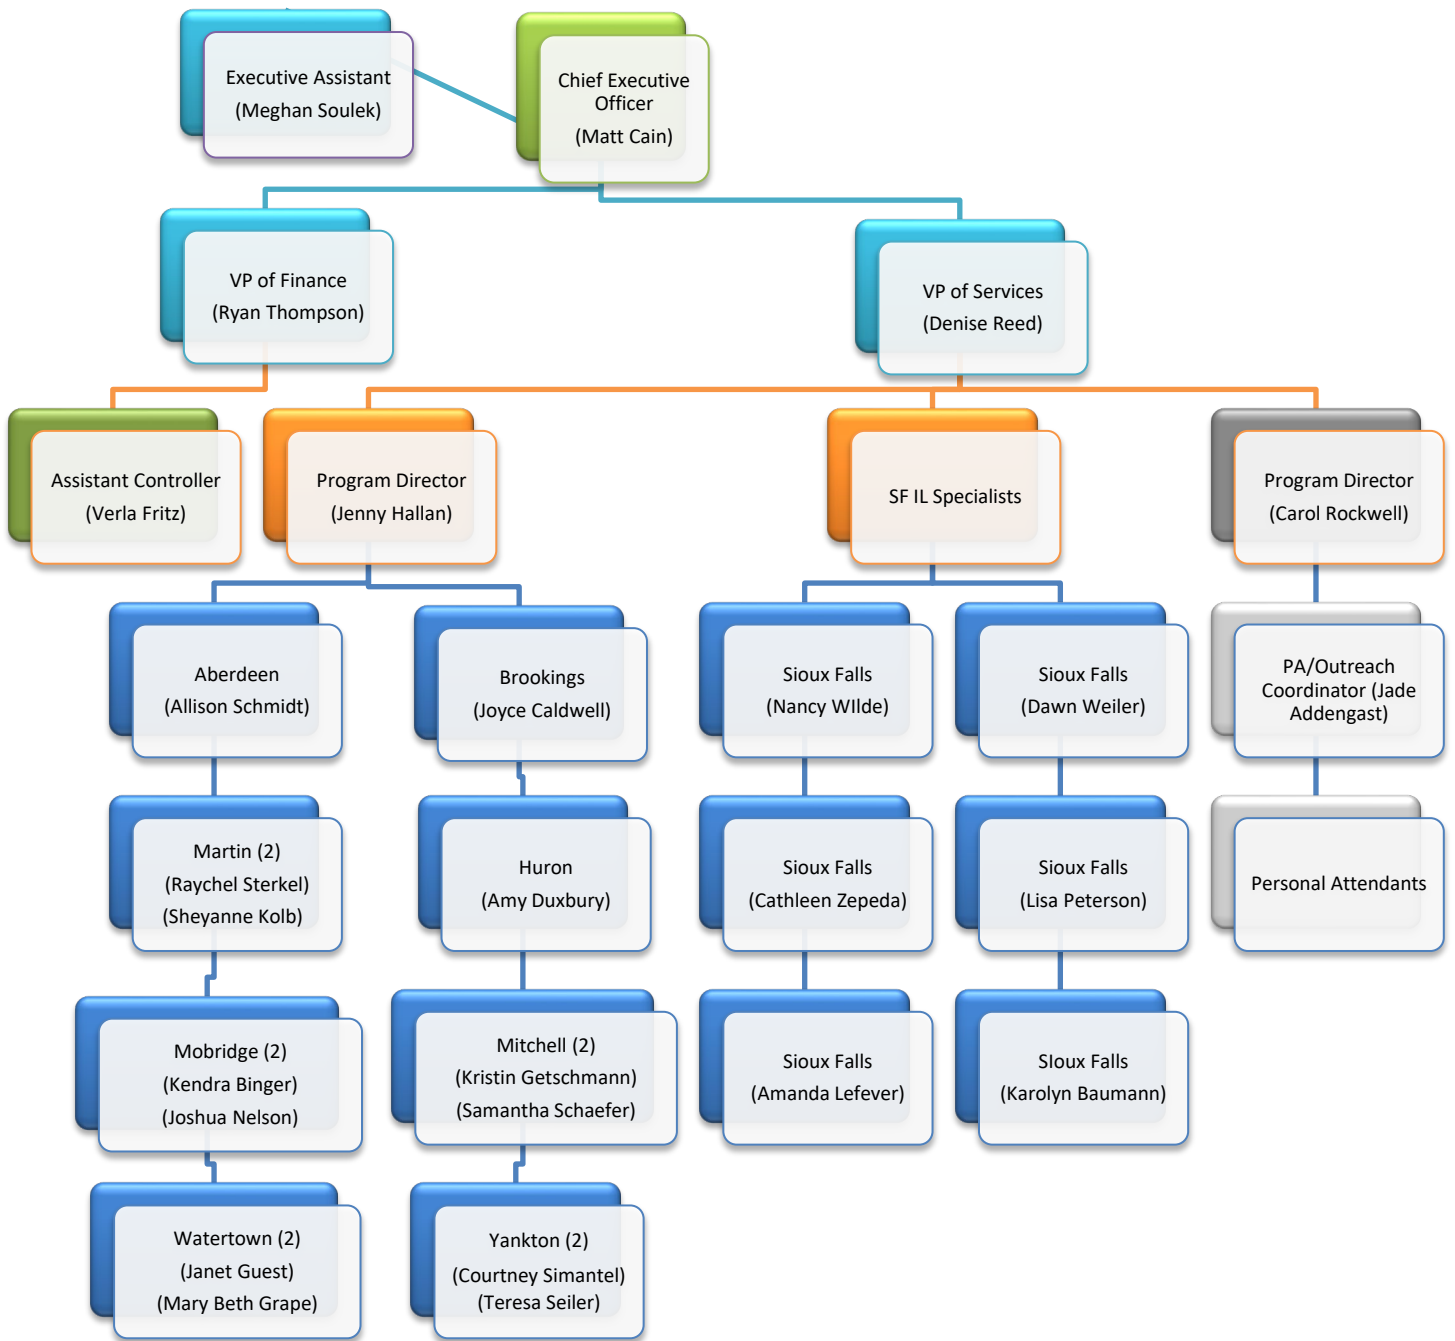 Executive Assistant
(Meghan Soulek)
Chief Executive
Officer
(Matt Cain)
VP of Finance
(Ryan Thompson)
VP of Services
(Denise Reed)
Assistant Controller
(Verla Fritz)
Program Director
(Jenny Hallan)
SF IL Specialists
Program Director
(Carol Rockwell)
Aberdeen
(Allison Schmidt)
Brookings
(Joyce Caldwell)
Sioux Falls
(Nancy WIlde)
Sioux Falls
(Dawn Weiler)
PA/Outreach
Coordinator (Jade
Addengast)
Martin (2)
(Raychel Sterkel)
(Sheyanne Kolb)
Huron
(Amy Duxbury)
Sioux Falls
(Cathleen Zepeda)
Sioux Falls
(Lisa Peterson)
Personal Attendants
Mobridge (2)
(Kendra Binger)
(Joshua Nelson)
Mitchell (2)
(Kristin Getschmann)
(Samantha Schaefer)
Sioux Falls
(Amanda Lefever)
SIoux Falls
(Karolyn Baumann)
Watertown (2)
(Janet Guest)
(Mary Beth Grape)
Yankton (2)
(Courtney Simantel)
(Teresa Seiler)